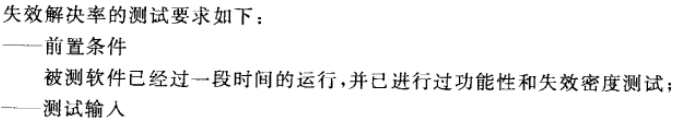 失效解决率的测试要求如下：
——前置条件
被测软件已经过一段时间的运行,并已进行过功能性和失效密度测试;
——测试输入